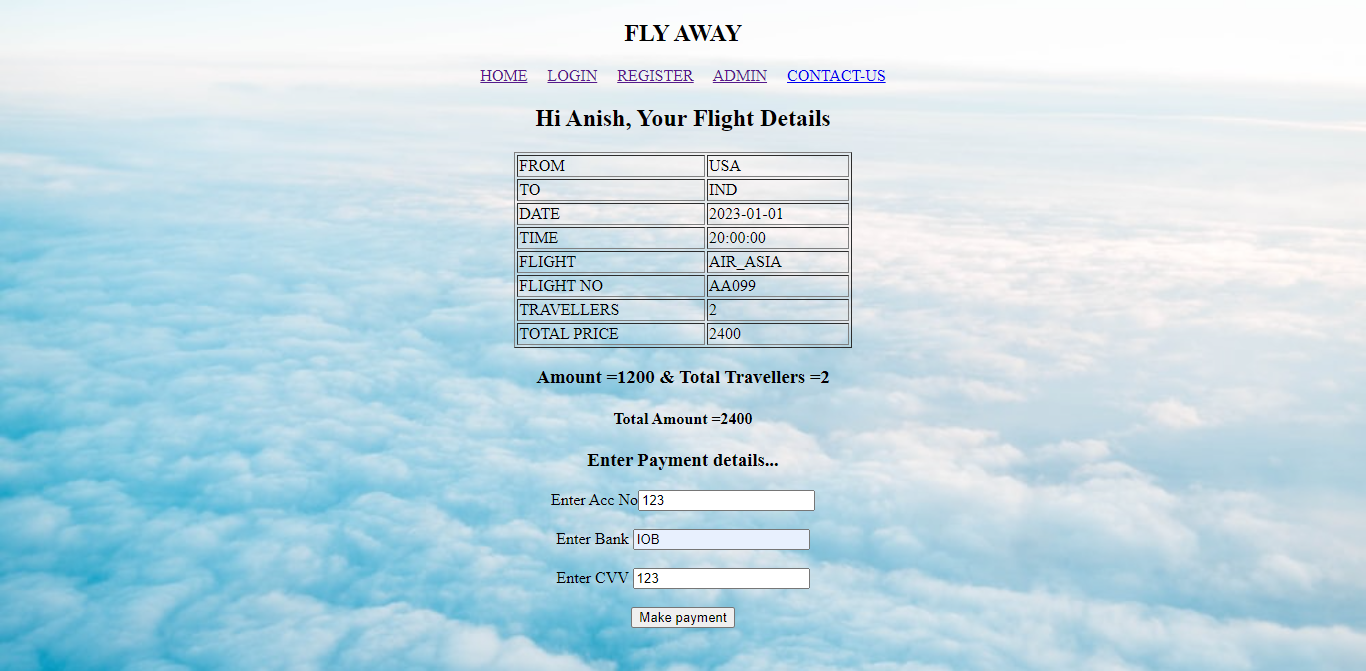 FLY AWAY
HOME LOGIN REGISTER ADMIN CONTACT-US
Hi Anish, Your Flight Details
FROM USA
TO IND
DATE 2023-01-01
TIME 20:00:00
FLIGHT AIR_ASIA
FLIGHT NO AA099
TRAVELLERS 2
TOTAL PRICE 2400
Amount =1200 & Total Travellers =2
Total Amount =2400
Enter Payment details...
Enter Acc No 123
Enter Bank IOB
Enter CVV 123
Make payment